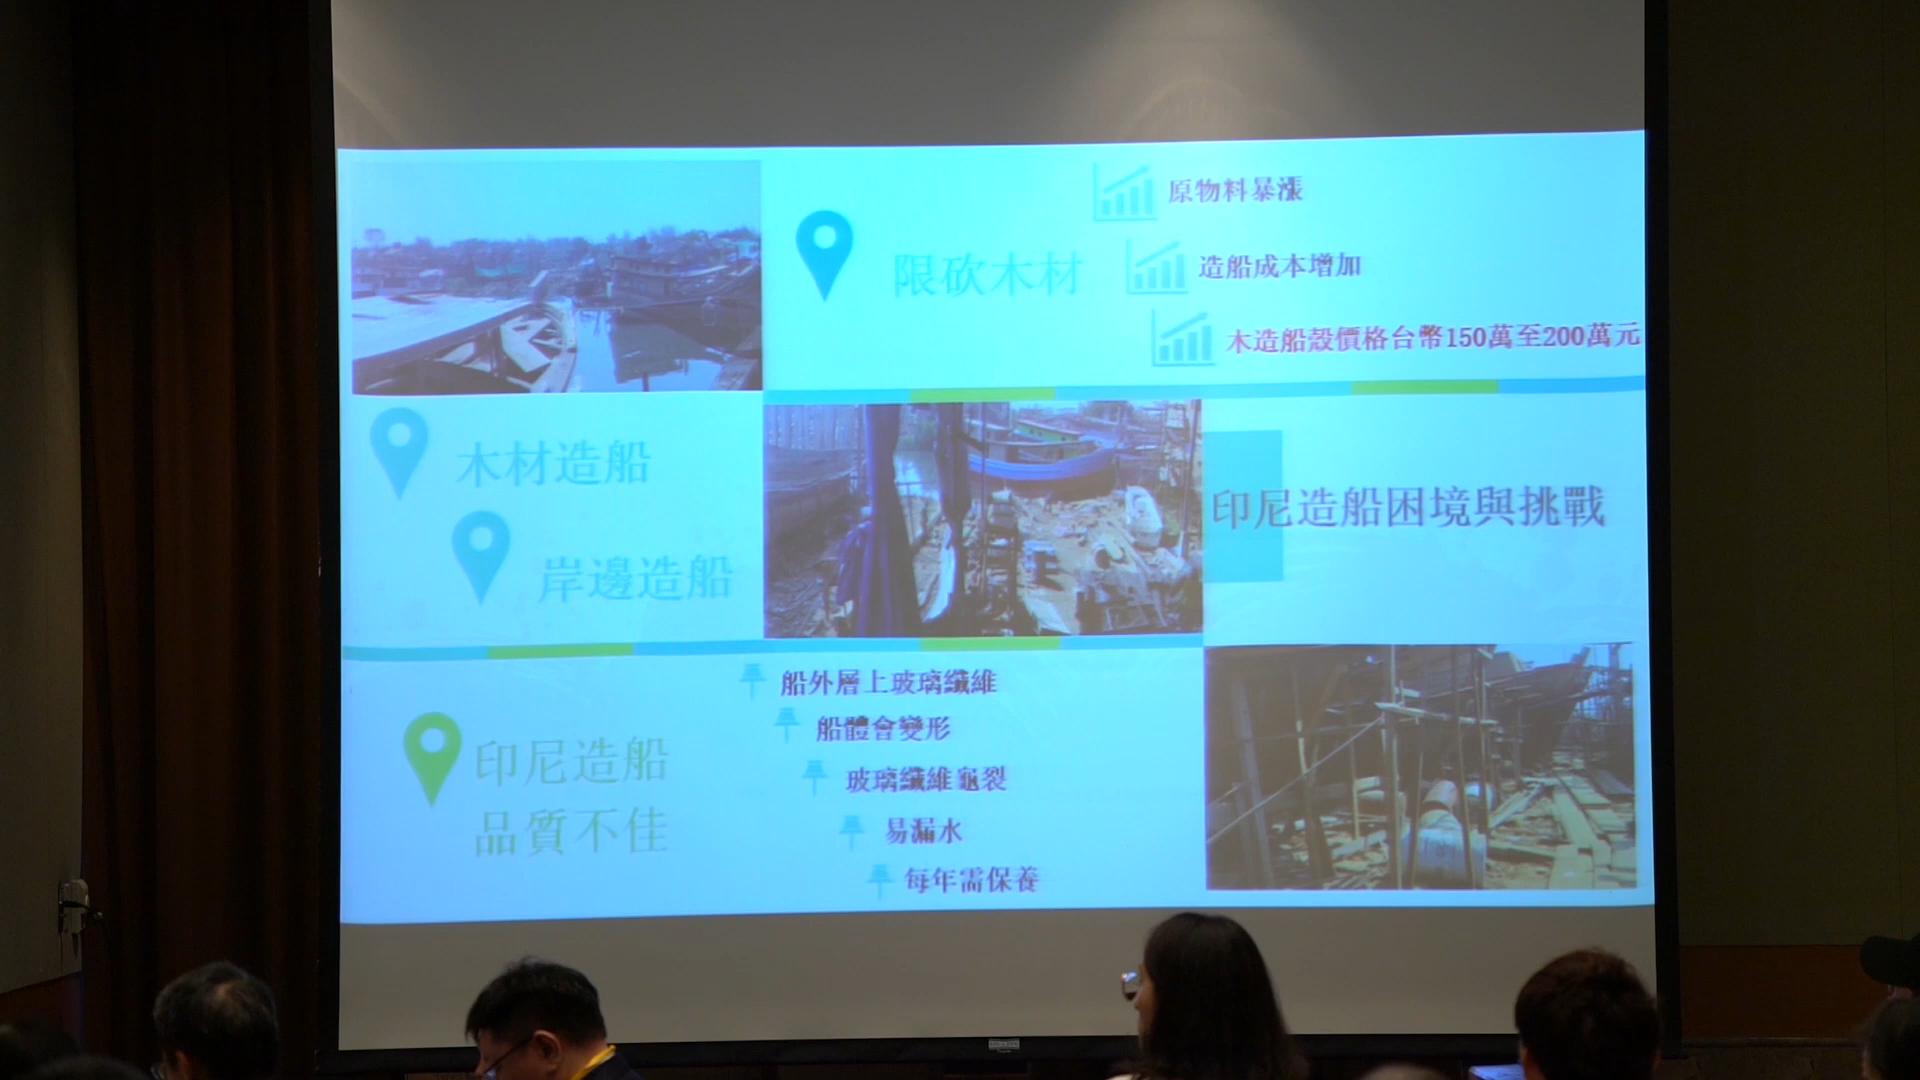 原物料暴漲
限砍木材
造船成本增加
木造船殼價格台幣150萬至200萬元
木材造船
岸邊造船
印尼造船困境與挑戰
船外層上玻璃纖維
船體會變形
印尼造船
品質不佳
玻璃纖維龜裂
易漏水
每年需保養